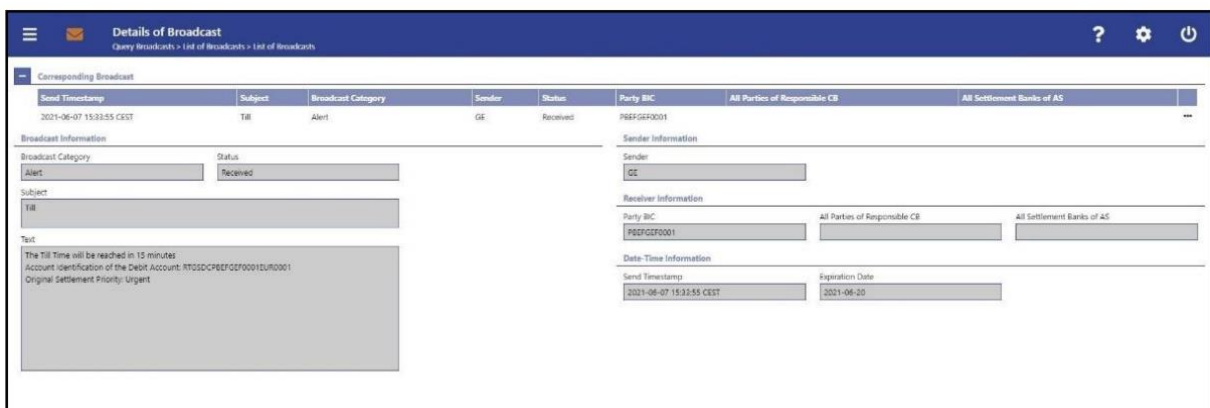 Details of Broadcast
Query Broadcasts > List of Broadcasts > List of Broadcasts
?
Corresponding Broadcast
Send Timestamp Subject Broadcast Category Sender Status Party BIC All Parties of Responsible CB All Settlement Banks of AS
2021-06-07 15:33:55 CEST Till Alert GE Received PBEFGEF0001 ...
Broadcast Information
Broadcast Category Status
Alert Received
Subject
Till
Text
The Till Time will be reached in 15 minutes
Account Identification of the Debit Account: RTGSDCPBEFGEF0001EUR0001
Original Settlement Priority: Urgent
Sender Information
Sender
GE
Receiver Information
Party BIC All Parties of Responsible CB All Settlement Banks of AS
PBEFGEF0001
Date-Time Information
Send Timestamp Expiration Date
2021-06-07 15:33:55 CEST 2021-06-20